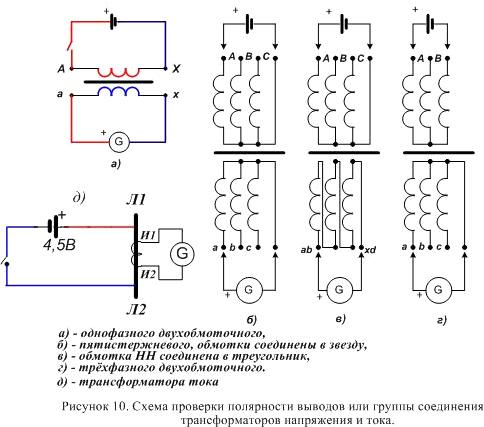 +
A X
a x
+ G
а)
+
A B C
a b c
+ G
б)
+
A B C
ab xd
+ G
в)
+
A B
a b c
+ G
г)
д)
+
4,5В
Л1
И1
И2
G
Л2
а) - однофазного двухобмоточного,
б) - пятистержневого, обмотки соединены в звезду,
в) - обмотка НН соединена в треугольник,
г) - трёхфазного двухобмоточного.
д) - трансформатора тока
Рисунок 10. Схема проверки полярности выводов или группы соединения
трансформаторов напряжения и тока.